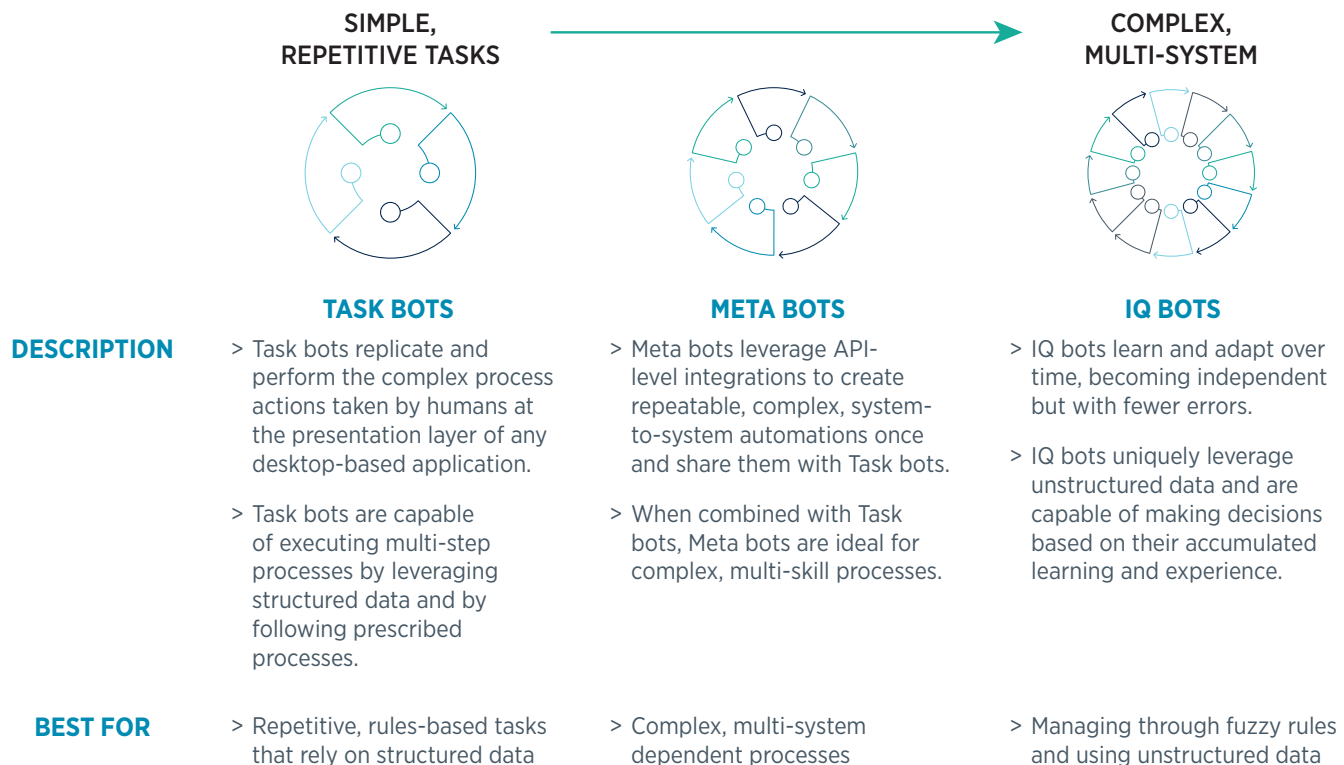 SIMPLE,
REPETITIVE TASKS
COMPLEX,
MULTI-SYSTEM
TASK BOTS
META BOTS
IQ BOTS
DESCRIPTION
> Task bots replicate and
perform the complex process
actions taken by humans at
the presentation layer of any
desktop-based application.
> Task bots are capable
of executing multi-step
processes by leveraging
structured data and by
following prescribed
processes.
> Meta bots leverage API-
level integrations to create
repeatable, complex, system-
to-system automations once
and share them with Task bots.
> When combined with Task
bots, Meta bots are ideal for
complex, multi-skill processes.
> IQ bots learn and adapt over
time, becoming independent
but with fewer errors.
> IQ bots uniquely leverage
unstructured data and are
capable of making decisions
based on their accumulated
learning and experience.
BEST FOR
> Repetitive, rules-based tasks
that rely on structured data
> Complex, multi-system
dependent processes
> Managing through fuzzy rules
and using unstructured data